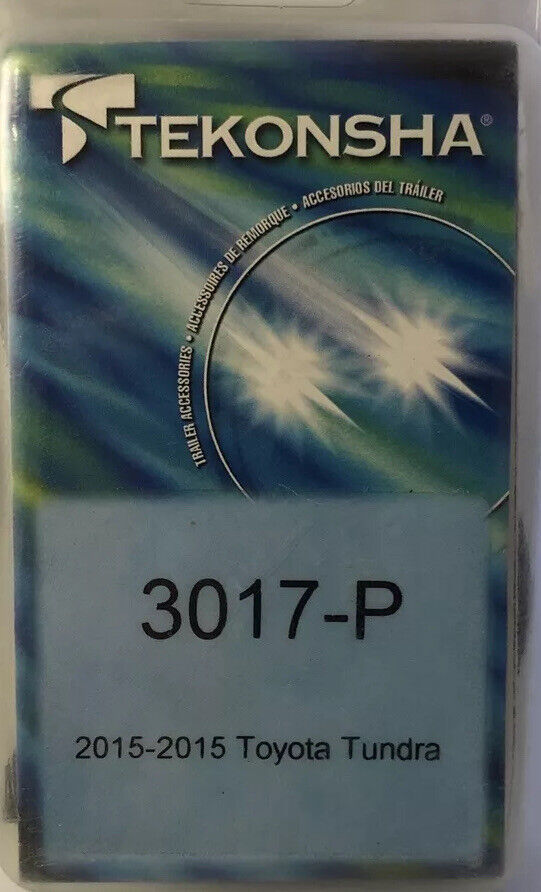 TEKONSHA®
TRAILER ACCESSORIES • ACCESSOIRES DE REMORQUE • ACCESORIOS DEL TRÁILER
3017-P
2015-2015 Toyota Tundra